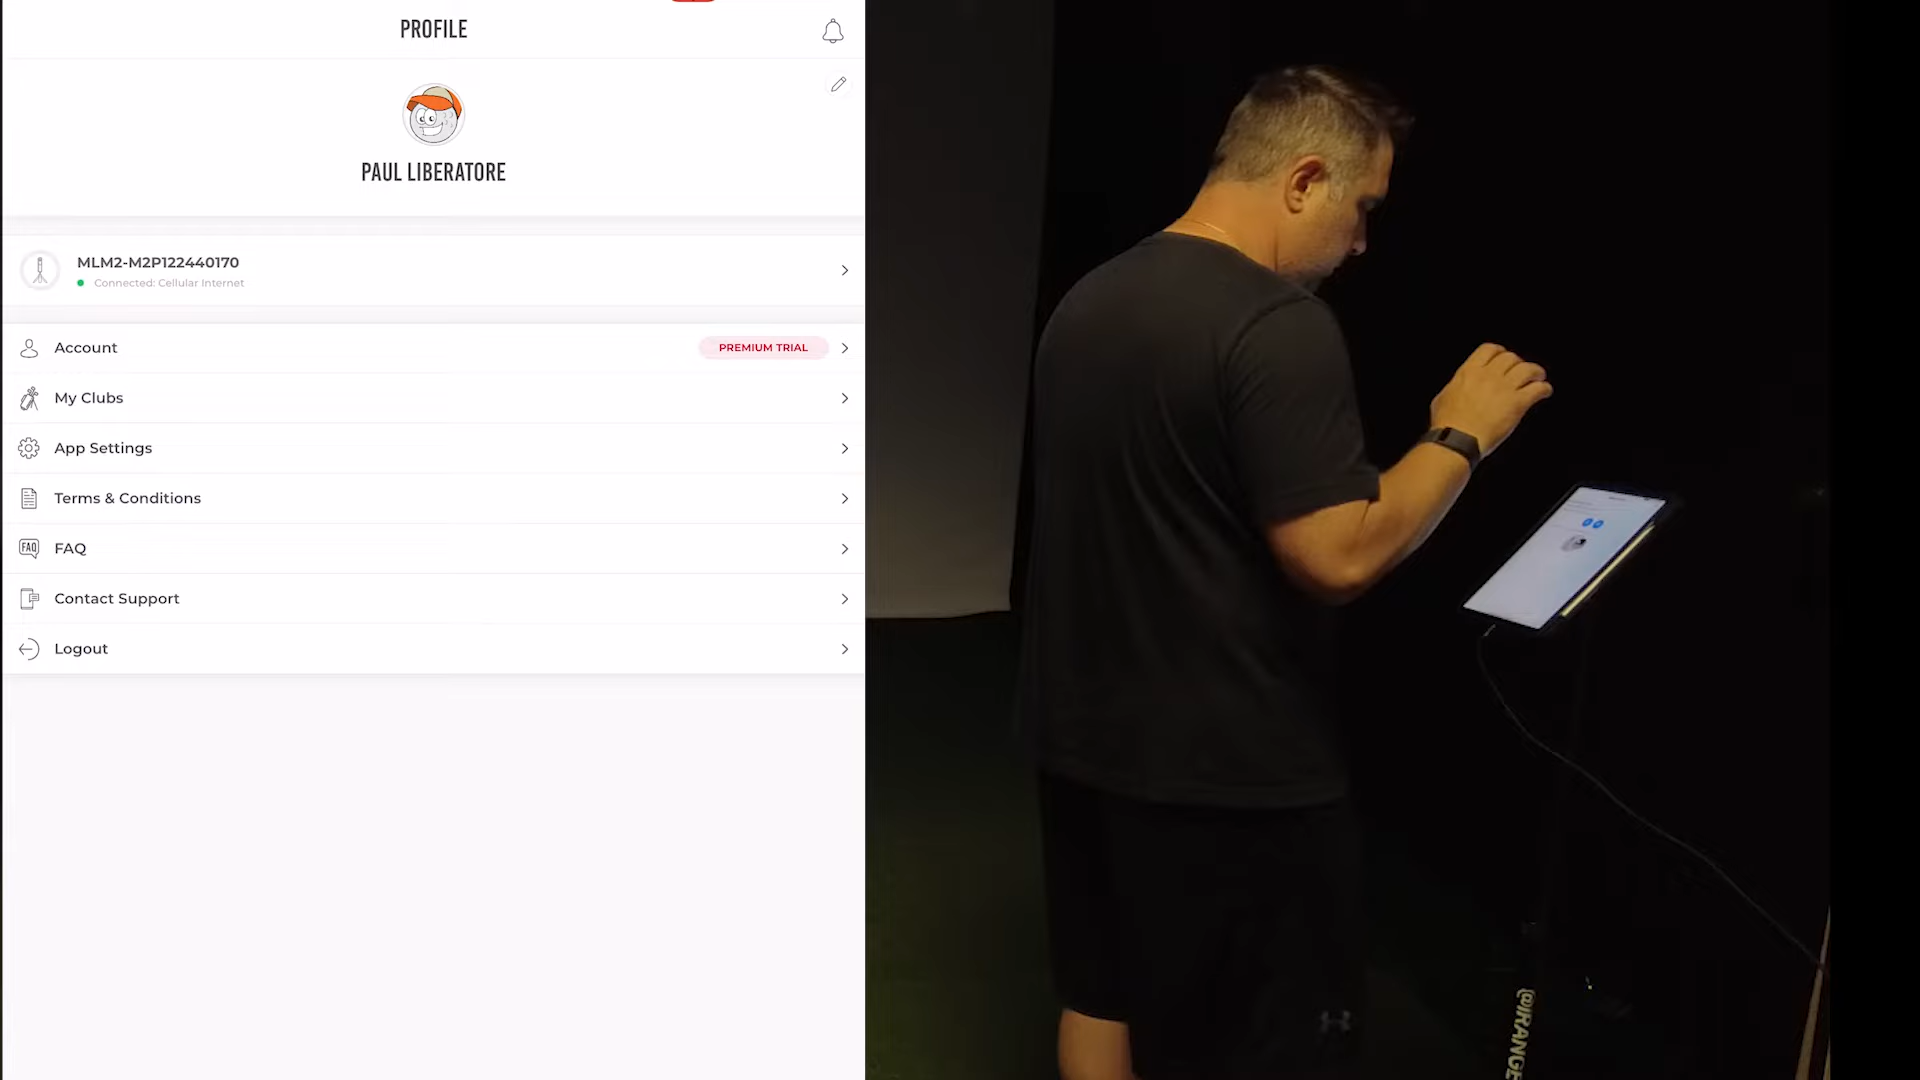 PROFILE
PAUL LIBERATORE
MLM2-M2P122440170
Connected: Cellular Internet
Account
PREMIUM TRIAL
My Clubs
App Settings
Terms & Conditions
FAQ
FAQ
Contact Support
Logout
@IRANGE